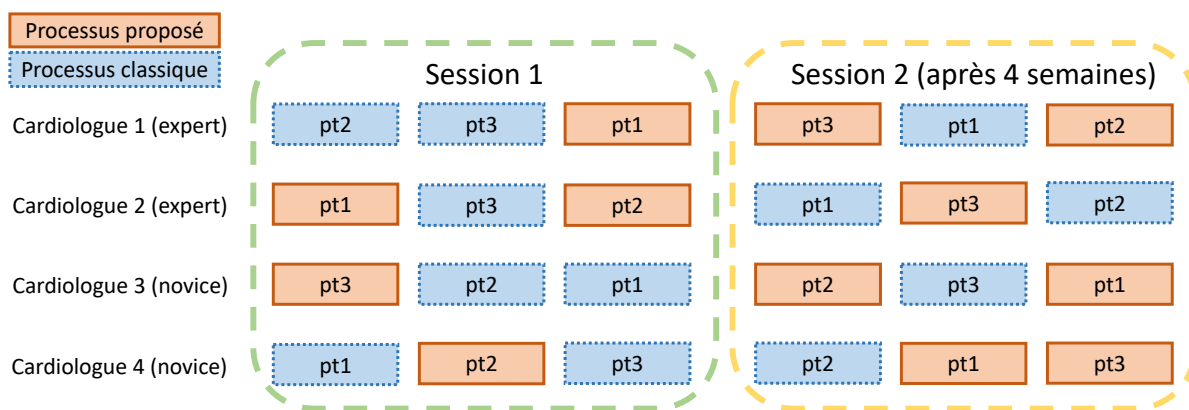 Processus proposé
Processus classique
Session 1
Session 2 (après 4 semaines)
Cardiologue 1 (expert) pt2 pt3 pt1 pt3 pt1 pt2
Cardiologue 2 (expert) pt1 pt3 pt2 pt1 pt3 pt2
Cardiologue 3 (novice) pt3 pt2 pt1 pt2 pt3 pt1
Cardiologue 4 (novice) pt1 pt2 pt3 pt2 pt1 pt3